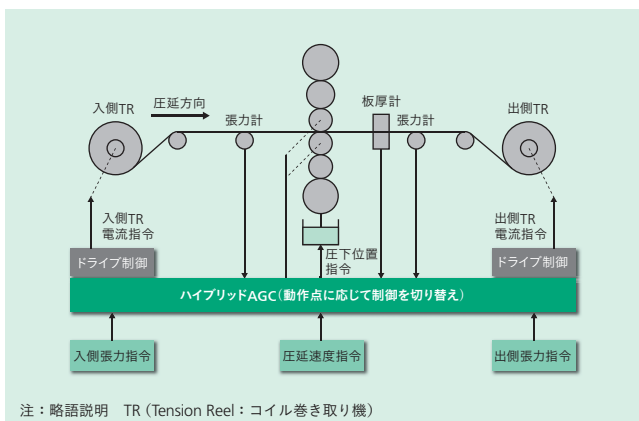 入側TR
圧延方向
張力計
板厚計
張力計
出側TR
入側TR
電流指令
圧下位置
指令
出側TR
電流指令
ドライブ制御
ドライブ制御
ハイブリッドAGC(動作点に応じて制御を切り替え)
入側張力指令
圧延速度指令
出側張力指令
注：略語説明　TR（Tension Reel：コイル巻き取り機）